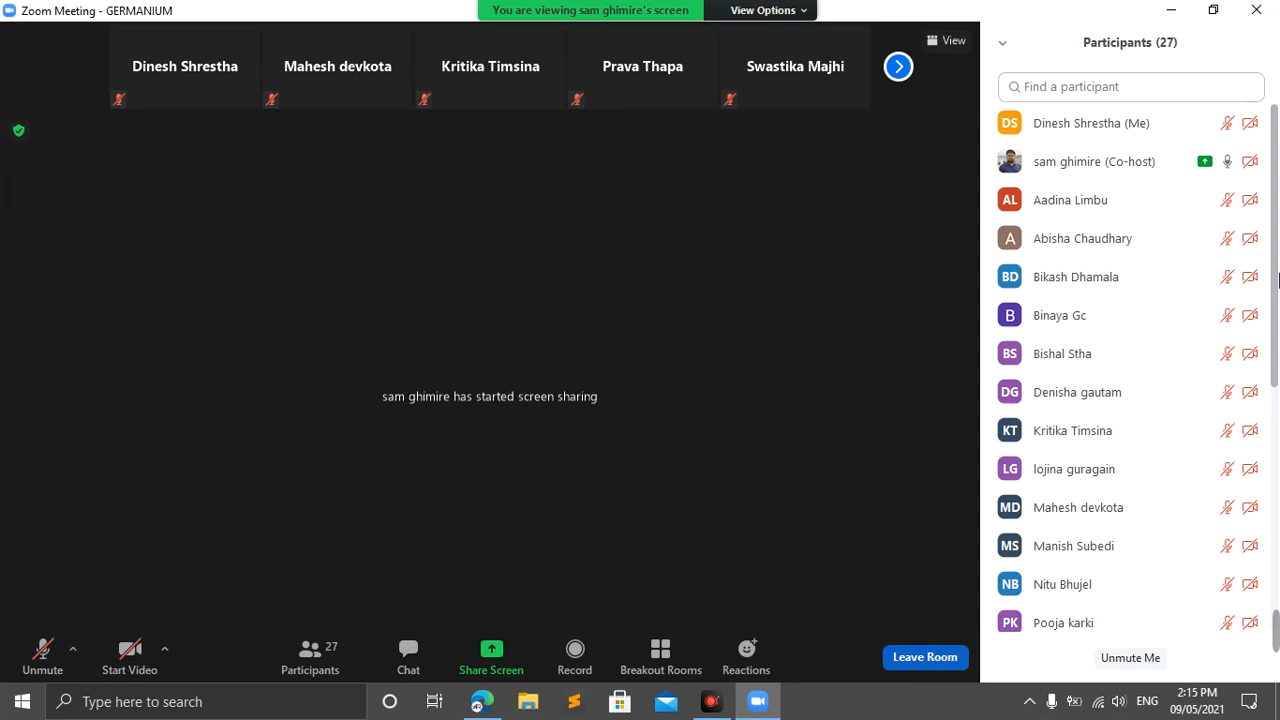 Zoom Meeting - GERMANIUM
You are viewing sam ghimire's screen
View Options
Dinesh Shrestha
Mahesh devkota
Kritika Timsina
Prava Thapa
Swastika Majhi
View
sam ghimire has started screen sharing
Participants (27)
Find a participant
DS Dinesh Shrestha (Me)
sam ghimire (Co-host)
AL Aadina Limbu
A Abisha Chaudhary
BD Bikash Dhamala
B Binaya Gc
BS Bishal Stha
DG Denisha gautam
KT Kritika Timsina
LG lojina guragain
MD Mahesh devkota
MS Manish Subedi
NB Nitu Bhujel
PK Pooja karki
Unmute Me
Unmute
Start Video
27
Participants
Chat
Share Screen
Record
Breakout Rooms
Reactions
Leave Room
Type here to search
ENG
2:15 PM
09/05/2021